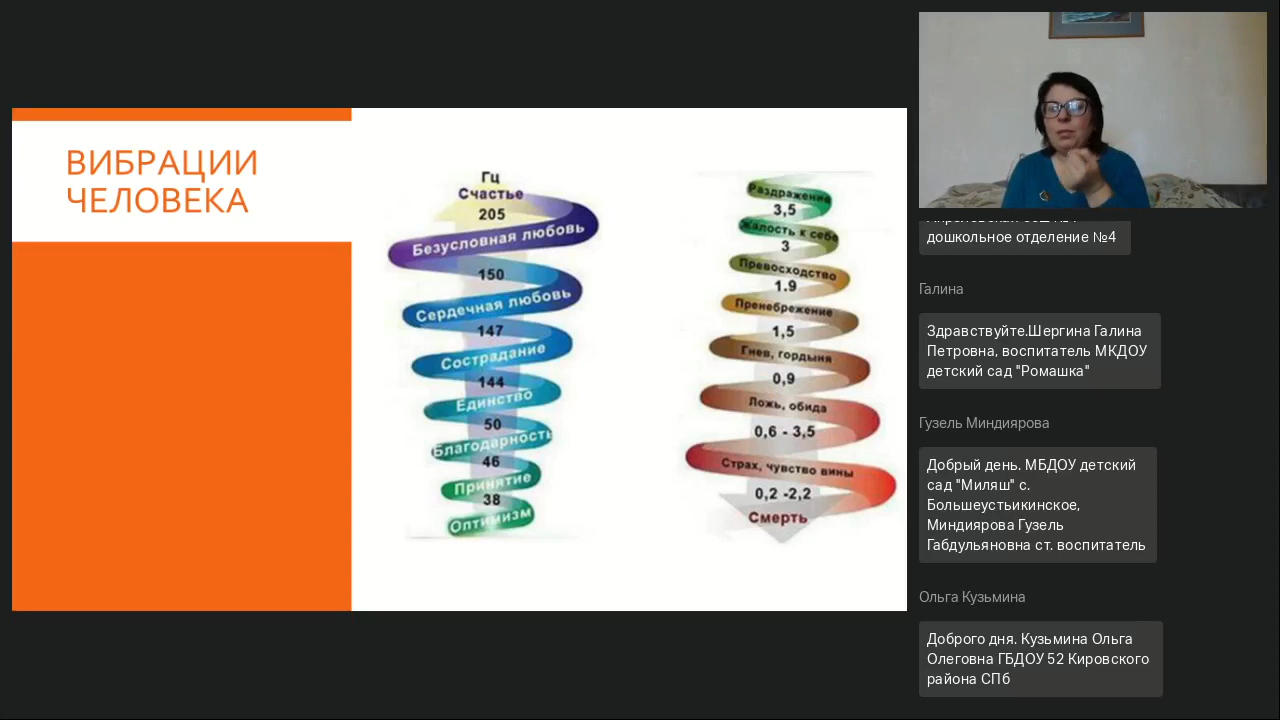 ВИБРАЦИИ
ЧЕЛОВЕКА
Гц
Счастье
205
Безусловная любовь
150
Сердечная любовь
147
Сострадание
144
Единство
50
Благодарность
46
Принятие
38
Оптимизм
Раздражение
3,5
Жалость к себе
3
Превосходство
1.9
Пренебрежение
1,5
Гнев, гордыня
0,9
Ложь, обида
0,6 - 3,5
Страх, чувство вины
0,2 -2,2
Смерть
дошкольное отделение №4
Галина
Здравствуйте.Шергина Галина
Петровна, воспитатель МКДОУ
детский сад "Ромашка"
Гузель Миндиярова
Добрый день. МБДОУ детский
сад "Миляш" с.
Большеустьикинское,
Миндиярова Гузель
Габдульяновна ст. воспитатель
Ольга Кузьмина
Доброго дня. Кузьмина Ольга
Олеговна ГБДОУ 52 Кировского
района СПб